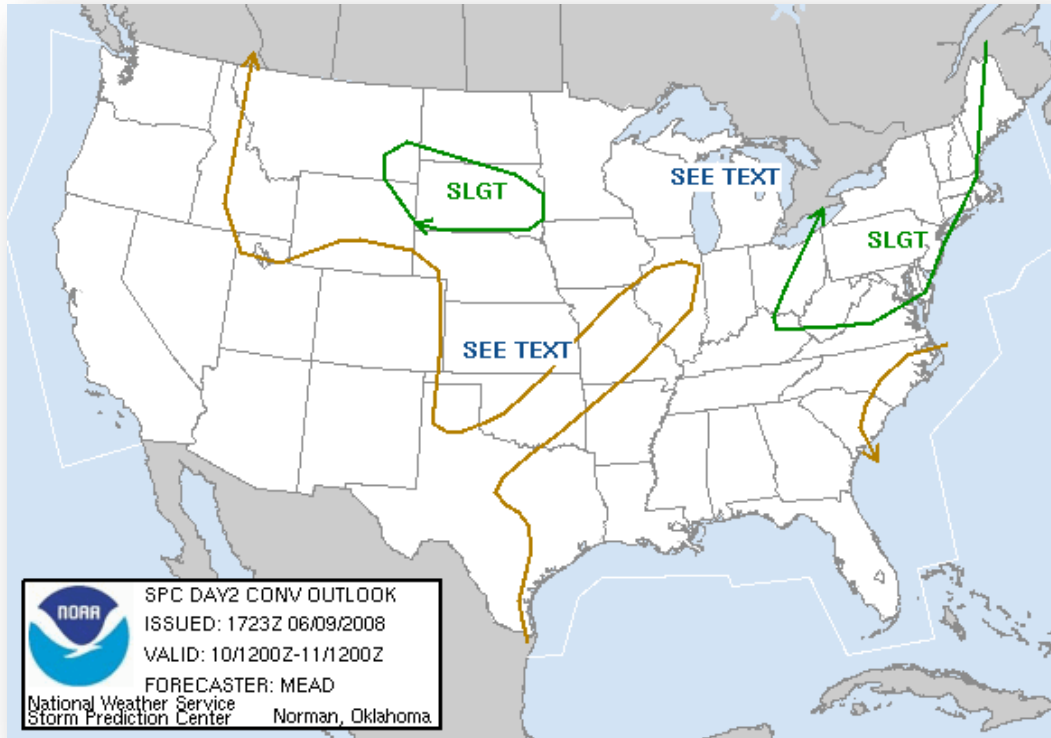 SEE TEXT
SLGT
SLGT
SEE TEXT
NOAA
SPC DAY2 CONV OUTLOOK
ISSUED: 1723Z 06/09/2008
VALID: 10/1200Z-11/1200Z
FORECASTER: MEAD
National Weather Service
Storm Prediction Center Norman, Oklahoma